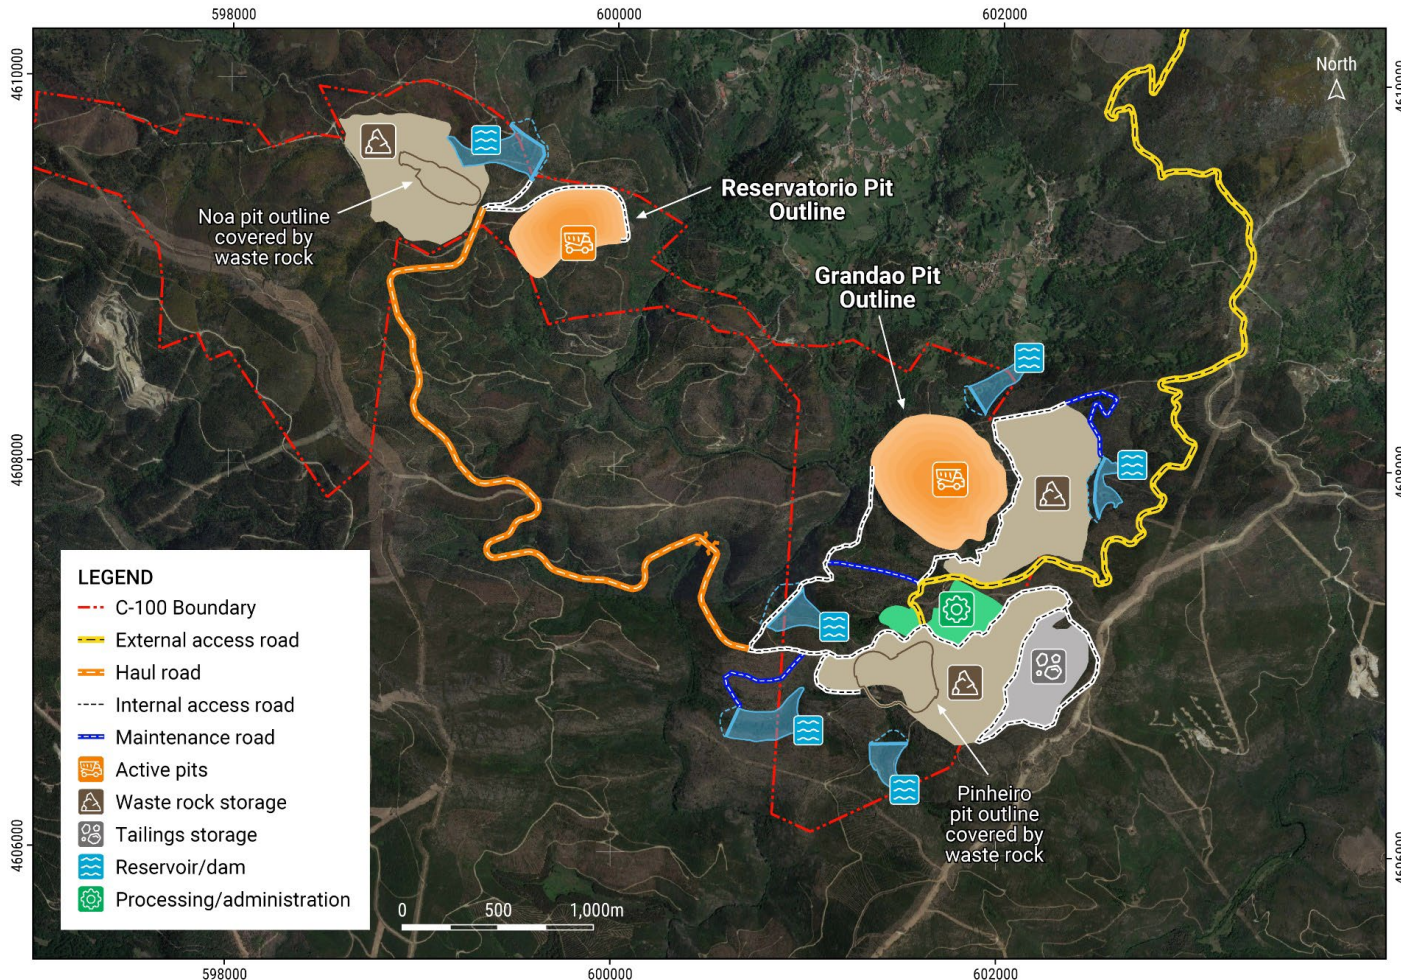 598000
600000
602000
4610000
4610000
North
Reservatorio Pit
Outline
Noa pit outline
covered by
waste rock
Grandao Pit
Outline
4608000
4608000
LEGEND
C-100 Boundary
External access road
Haul road
Internal access road
Maintenance road
Active pits
Waste rock storage
Tailings storage
Reservoir/dam
Processing/administration
Pinheiro
pit outline
covered by
waste rock
4606000
4606000
0
500
1,000m
598000
600000
602000